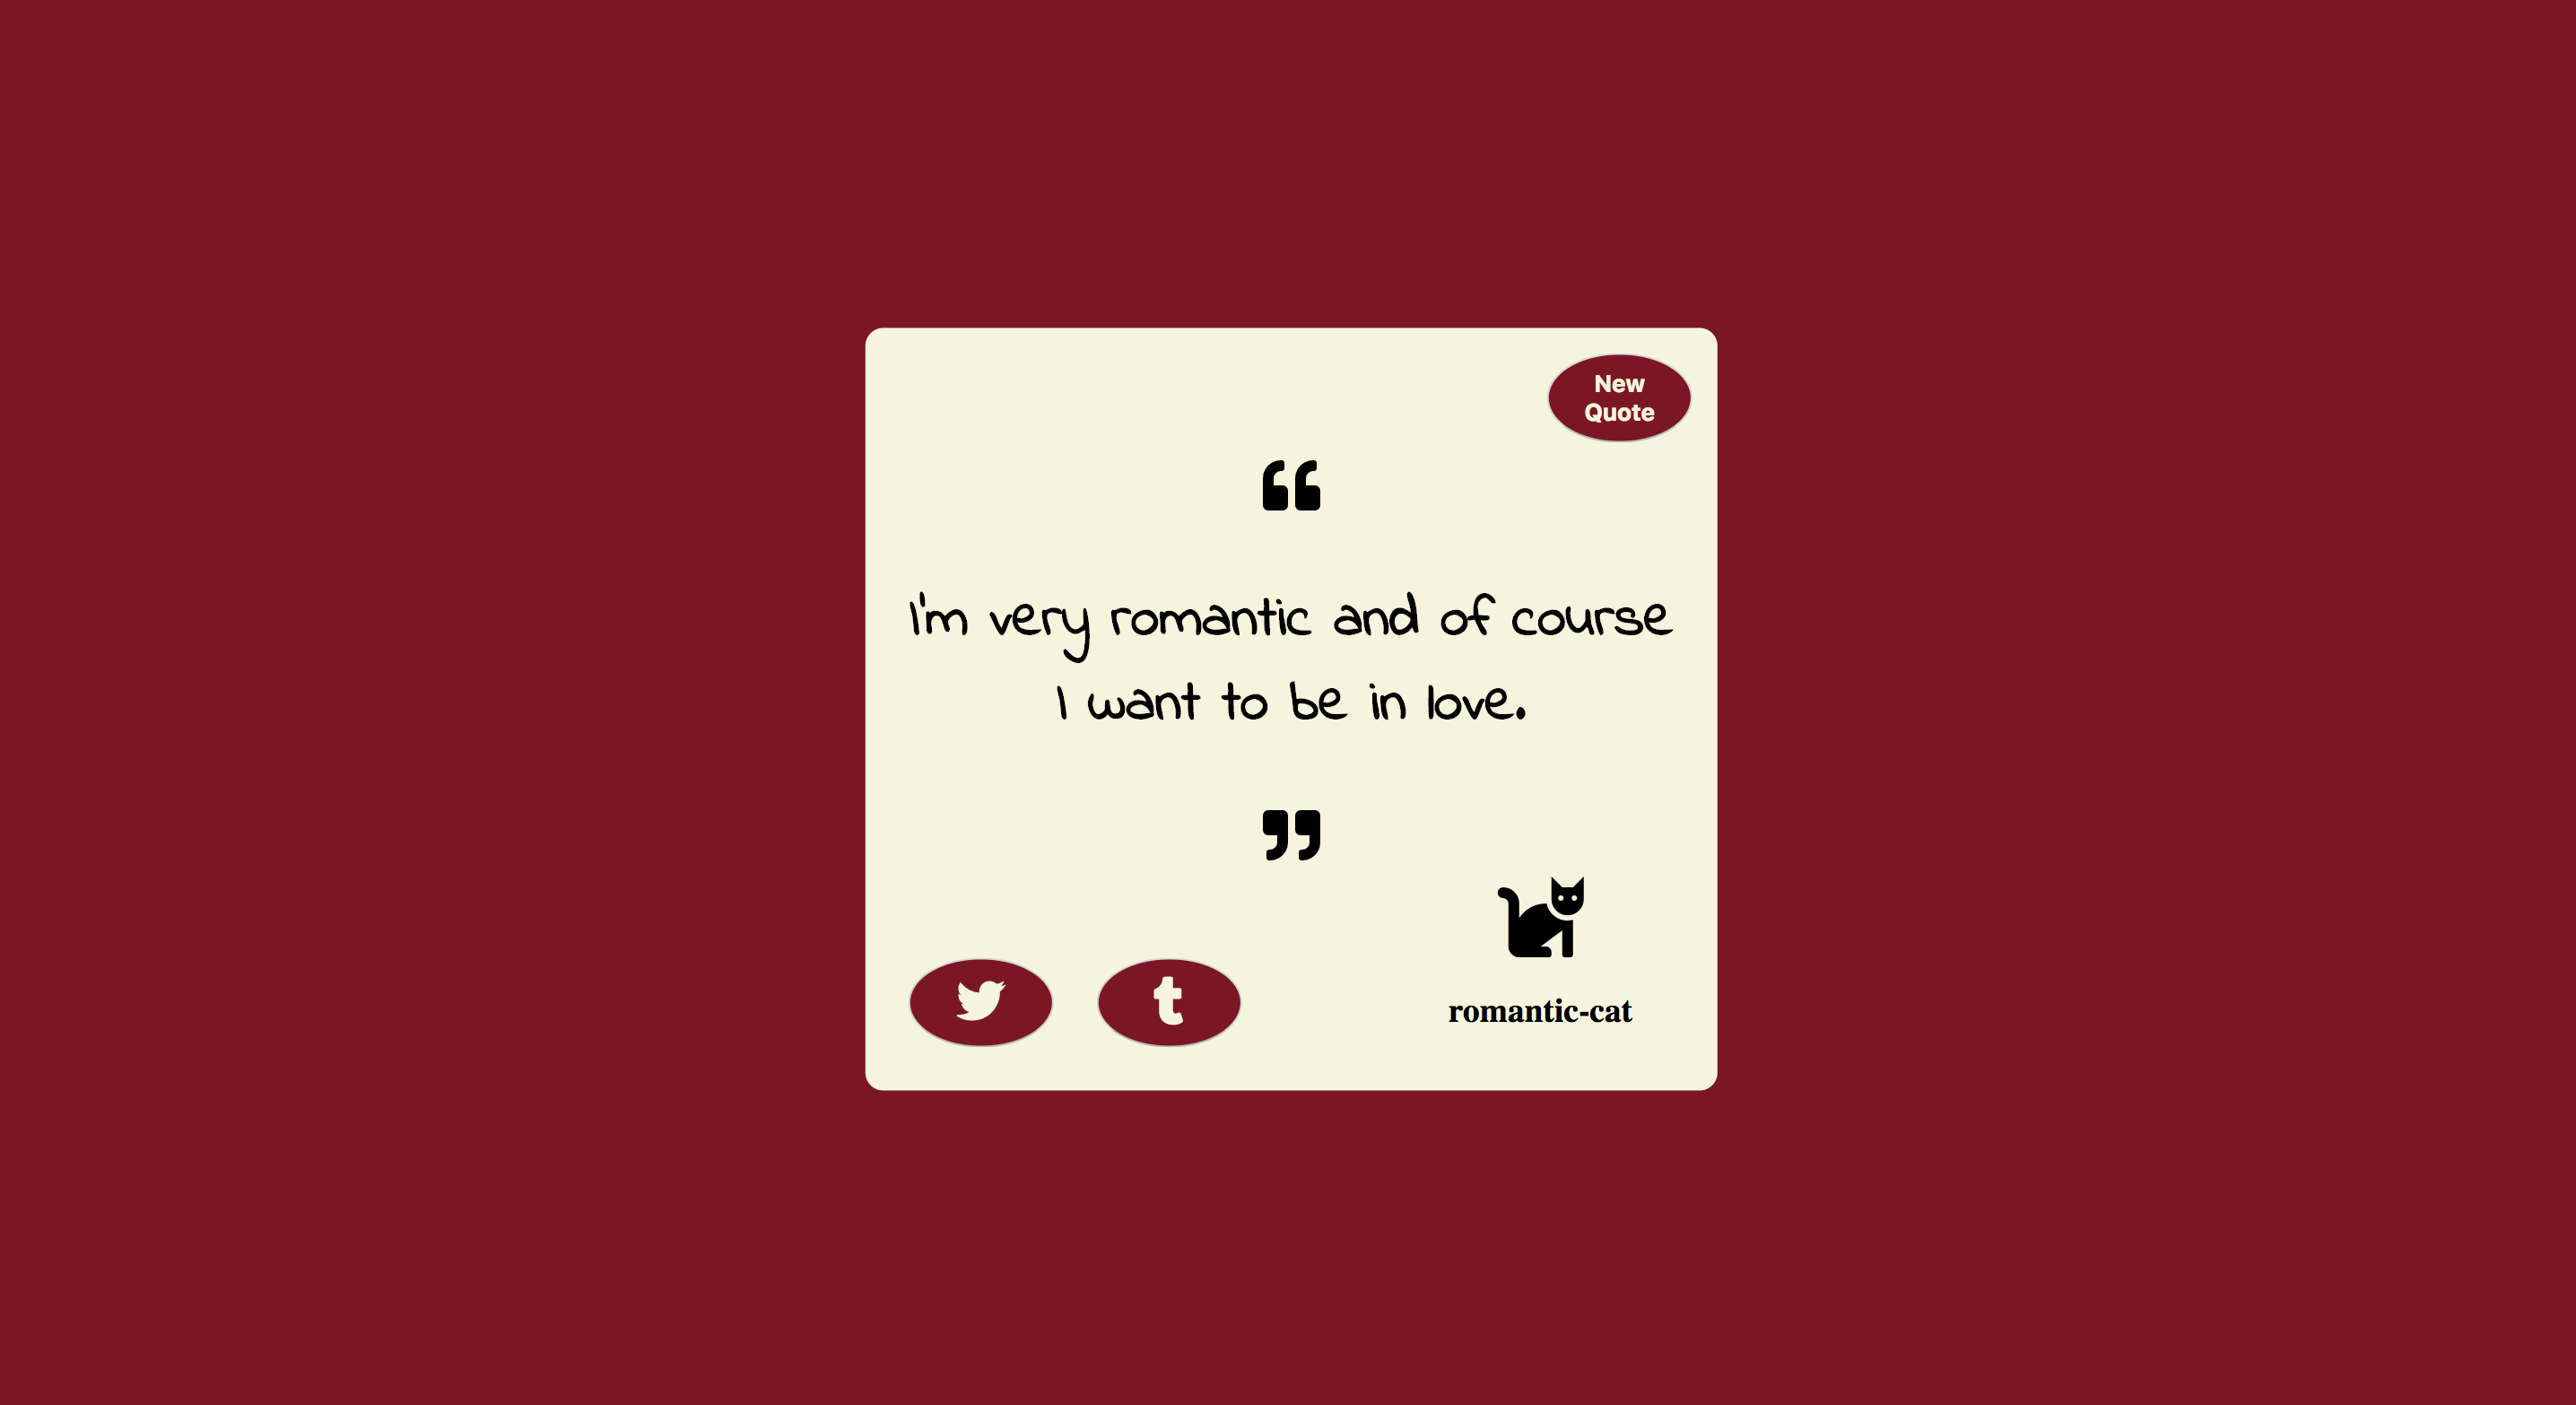 New
Quote
I'm very romantic and of course
I want to be in love.
romantic-cat